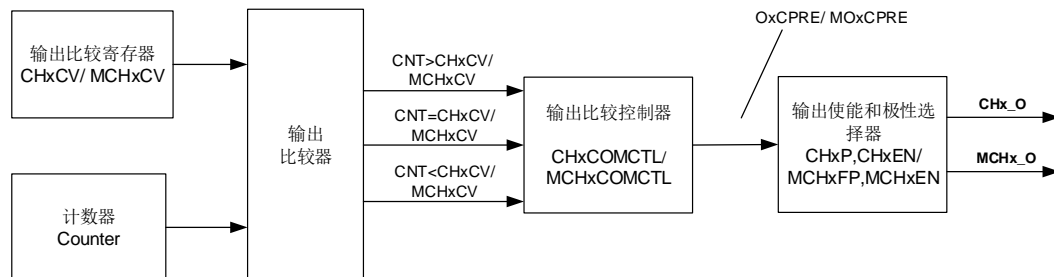 输出比较寄存器
CHxCV/ MCHxCV
计数器
Counter
输出
比较器
CNT>CHxCV/
MCHxCV
CNT=CHxCV/
MCHxCV
CNT<CHxCV/
MCHxCV
输出比较控制器
CHxCOMCTL/
MCHxCOMCTL
OxCPRE/ MOxCPRE
输出使能和极性选
择器
CHxP,CHxEN/
MCHxFP,MCHxEN
CHx_O
MCHx_O